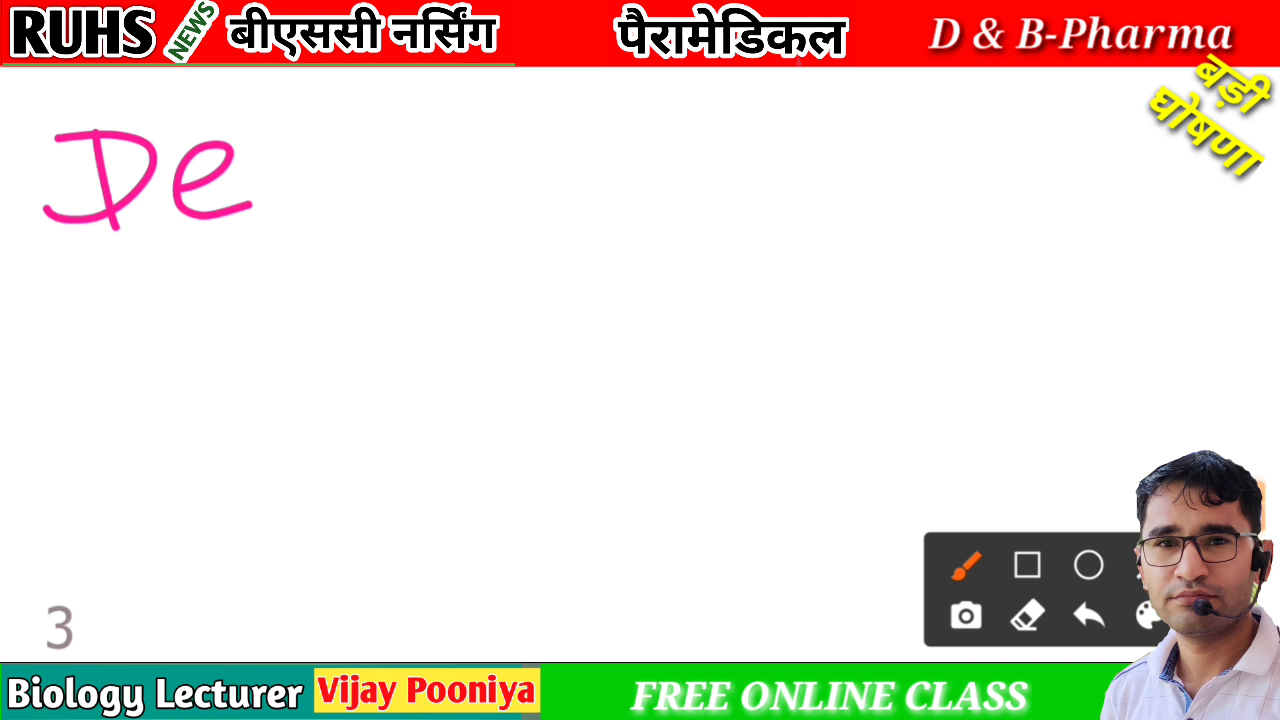 RUHS NEWS बीएससी नर्सिंग पैरामेडिकल D & B-Pharma
बड़ी
घोषणा
De
3
Biology Lecturer Vijay Pooniya FREE ONLINE CLASS